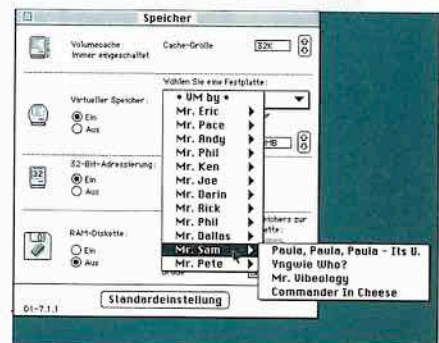 Speicher
Volumecache
Immer eingeschaltet
Cache-Größe
32K
Wählen Sie eine Festplatte:
Virtueller Speicher:
Ein
Aus
MB
32-Bit-Adressierung:
Ein
Aus
RAM-Diskette:
Ein
Aus
• VM by •
Mr. Eric
Mr. Pace
Mr. Andy
Mr. Phil
Mr. Ken
Mr. Joe
Mr. Darin
Mr. Rick
Mr. Phil
Mr. Dallas
Mr. Sam
Mr. Pete
Paula, Paula, Paula - Its U.
Yngwie Who?
Mr. Vibeology
Commander In Cheese
Größe
Standardeinstellung
D1-7.1.1